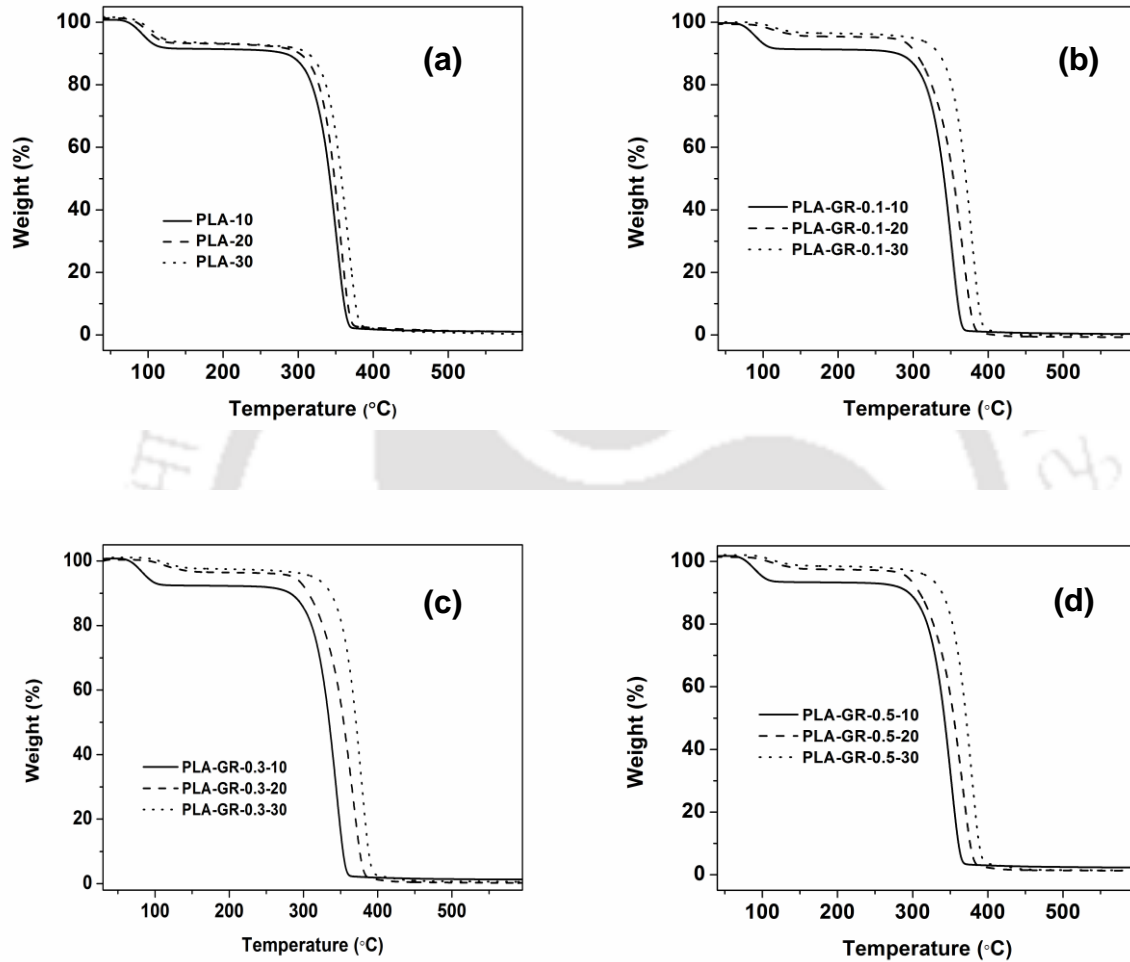 100
80
60
40
20
0
Weight (%)
(a)
PLA-10
PLA-20
PLA-30
100 200 300 400 500
Temperature (°C)
100
80
60
40
20
0
Weight (%)
(b)
PLA-GR-0.1-10
PLA-GR-0.1-20
PLA-GR-0.1-30
100 200 300 400 500
Temperature (◦C)
100
80
60
40
20
0
Weight (%)
(c)
PLA-GR-0.3-10
PLA-GR-0.3-20
PLA-GR-0.3-30
100 200 300 400 500
Temperature (◦C)
100
80
60
40
20
0
Weight (%)
(d)
PLA-GR-0.5-10
PLA-GR-0.5-20
PLA-GR-0.5-30
100 200 300 400 500
Temperature (◦C)